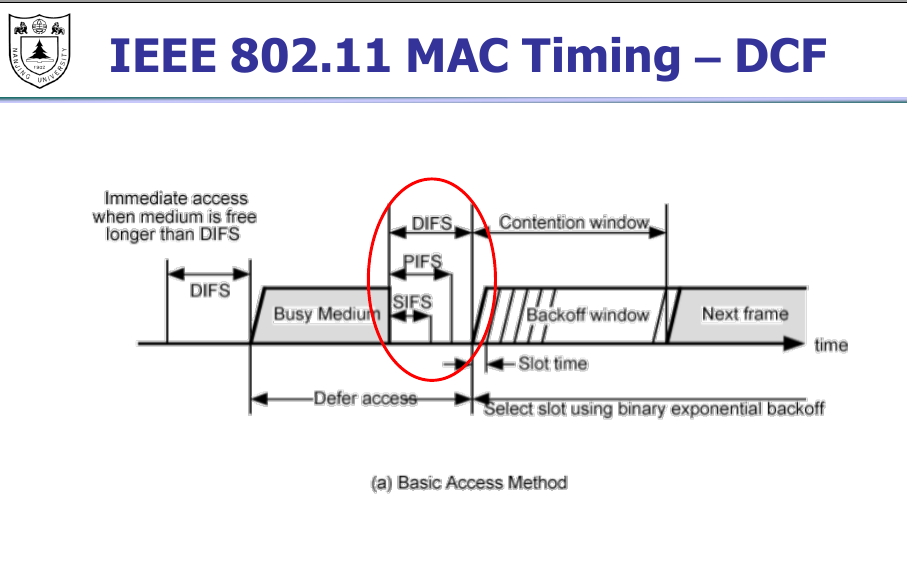 NANJING UNIVERSITY
1902
IEEE 802.11 MAC Timing – DCF
Immediate access
when medium is free
longer than DIFS
DIFS
Busy Medium
DIFS
PIFS
SIFS
Contention window
Backoff window
Next frame
time
Slot time
Defer access
Select slot using binary exponential backoff
(a) Basic Access Method